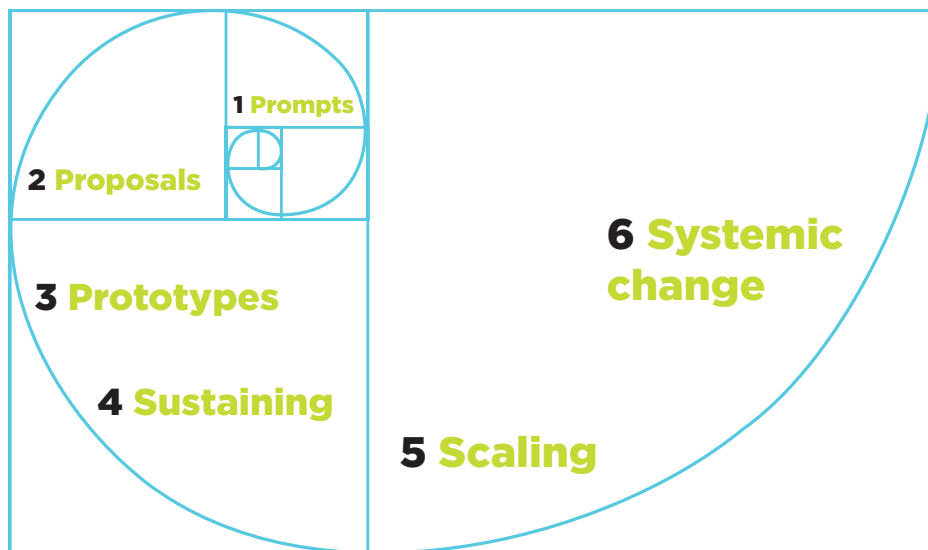 1 Prompts
2 Proposals
3 Prototypes
4 Sustaining
5 Scaling
6 Systemic
change